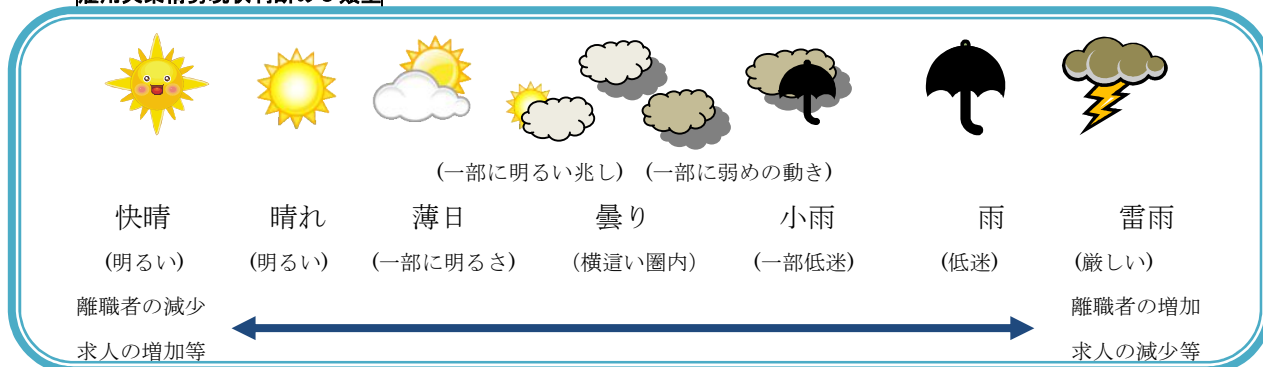 (一部に明るい兆し) (一部に弱めの動き)
快晴 晴れ 薄日 曇り 小雨 雨 雷雨
(明るい) (明るい) (一部に明るさ) (横這い圏内) (一部低迷) (低迷) (厳しい)
離職者の減少 離職者の増加
求人の増加等 求人の減少等